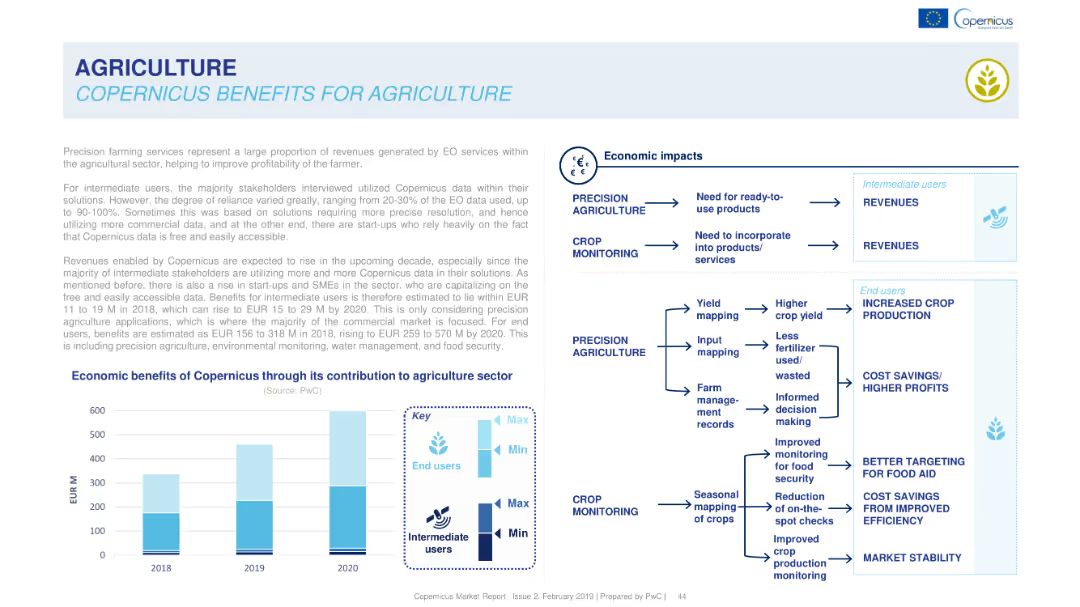 Copernicus
AGRICULTURE
COPERNICUS BENEFITS FOR AGRICULTURE
Precision farming services represent a large proportion of revenues generated by EO services within
the agricultural sector, helping to improve profitability of the farmer.
For intermediate users, the majority stakeholders interviewed utilized Copernicus data within their
solutions. However, the degree of reliance varied greatly, ranging from 20-30% of the EO data used, up
to 90-100%. Sometimes this was based on solutions requiring more precise resolution, and hence
utilizing more commercial data, and at the other end, there are start-ups who rely heavily on the fact
that Copernicus data is free and easily accessible.
Revenues enabled by Copernicus are expected to rise in the upcoming decade, especially since the
majority of intermediate stakeholders are utilizing more and more Copernicus data in their solutions. As
mentioned before, there is also a rise in start-ups and SMEs in the sector, who are capitalizing on the
free and easily accessible data. Benefits for intermediate users is therefore estimated to lie within EUR
11 to 19 M in 2018, which can rise to EUR 15 to 29 M by 2020. This is only considering precision
agriculture applications, which is where the majority of the commercial market is focused. For end
users, benefits are estimated as EUR 156 to 318 M in 2018, rising to EUR 259 to 570 M by 2020. This
is including precision agriculture, environmental monitoring, water management, and food security.
Economic benefits of Copernicus through its contribution to agriculture sector
(Source: PwC)
EUR M
600
500
400
300
200
100
0
2018
2019
2020
Key
Max
Min
End users
Max
Min
Intermediate
users
Economic impacts
Intermediate users
PRECISION
AGRICULTURE
Need for ready-to-
use products
REVENUES
CROP
MONITORING
Need to incorporate
into products/
services
REVENUES
End users
PRECISION
AGRICULTURE
Yield
mapping
Higher
crop yield
INCREASED CROP
PRODUCTION
Input
mapping
Less
fertilizer
used/
wasted
Farm
manage-
ment
records
Informed
decision
making
COST SAVINGS/
HIGHER PROFITS
CROP
MONITORING
Seasonal
mapping
of crops
Improved
monitoring
for food
security
BETTER TARGETING
FOR FOOD AID
Reduction
of on-the-
spot checks
COST SAVINGS
FROM IMPROVED
EFFICIENCY
Improved
crop
production
monitoring
MARKET STABILITY
Copernicus Market Report Issue 2, February 2019 | Prepared by PwC | 44